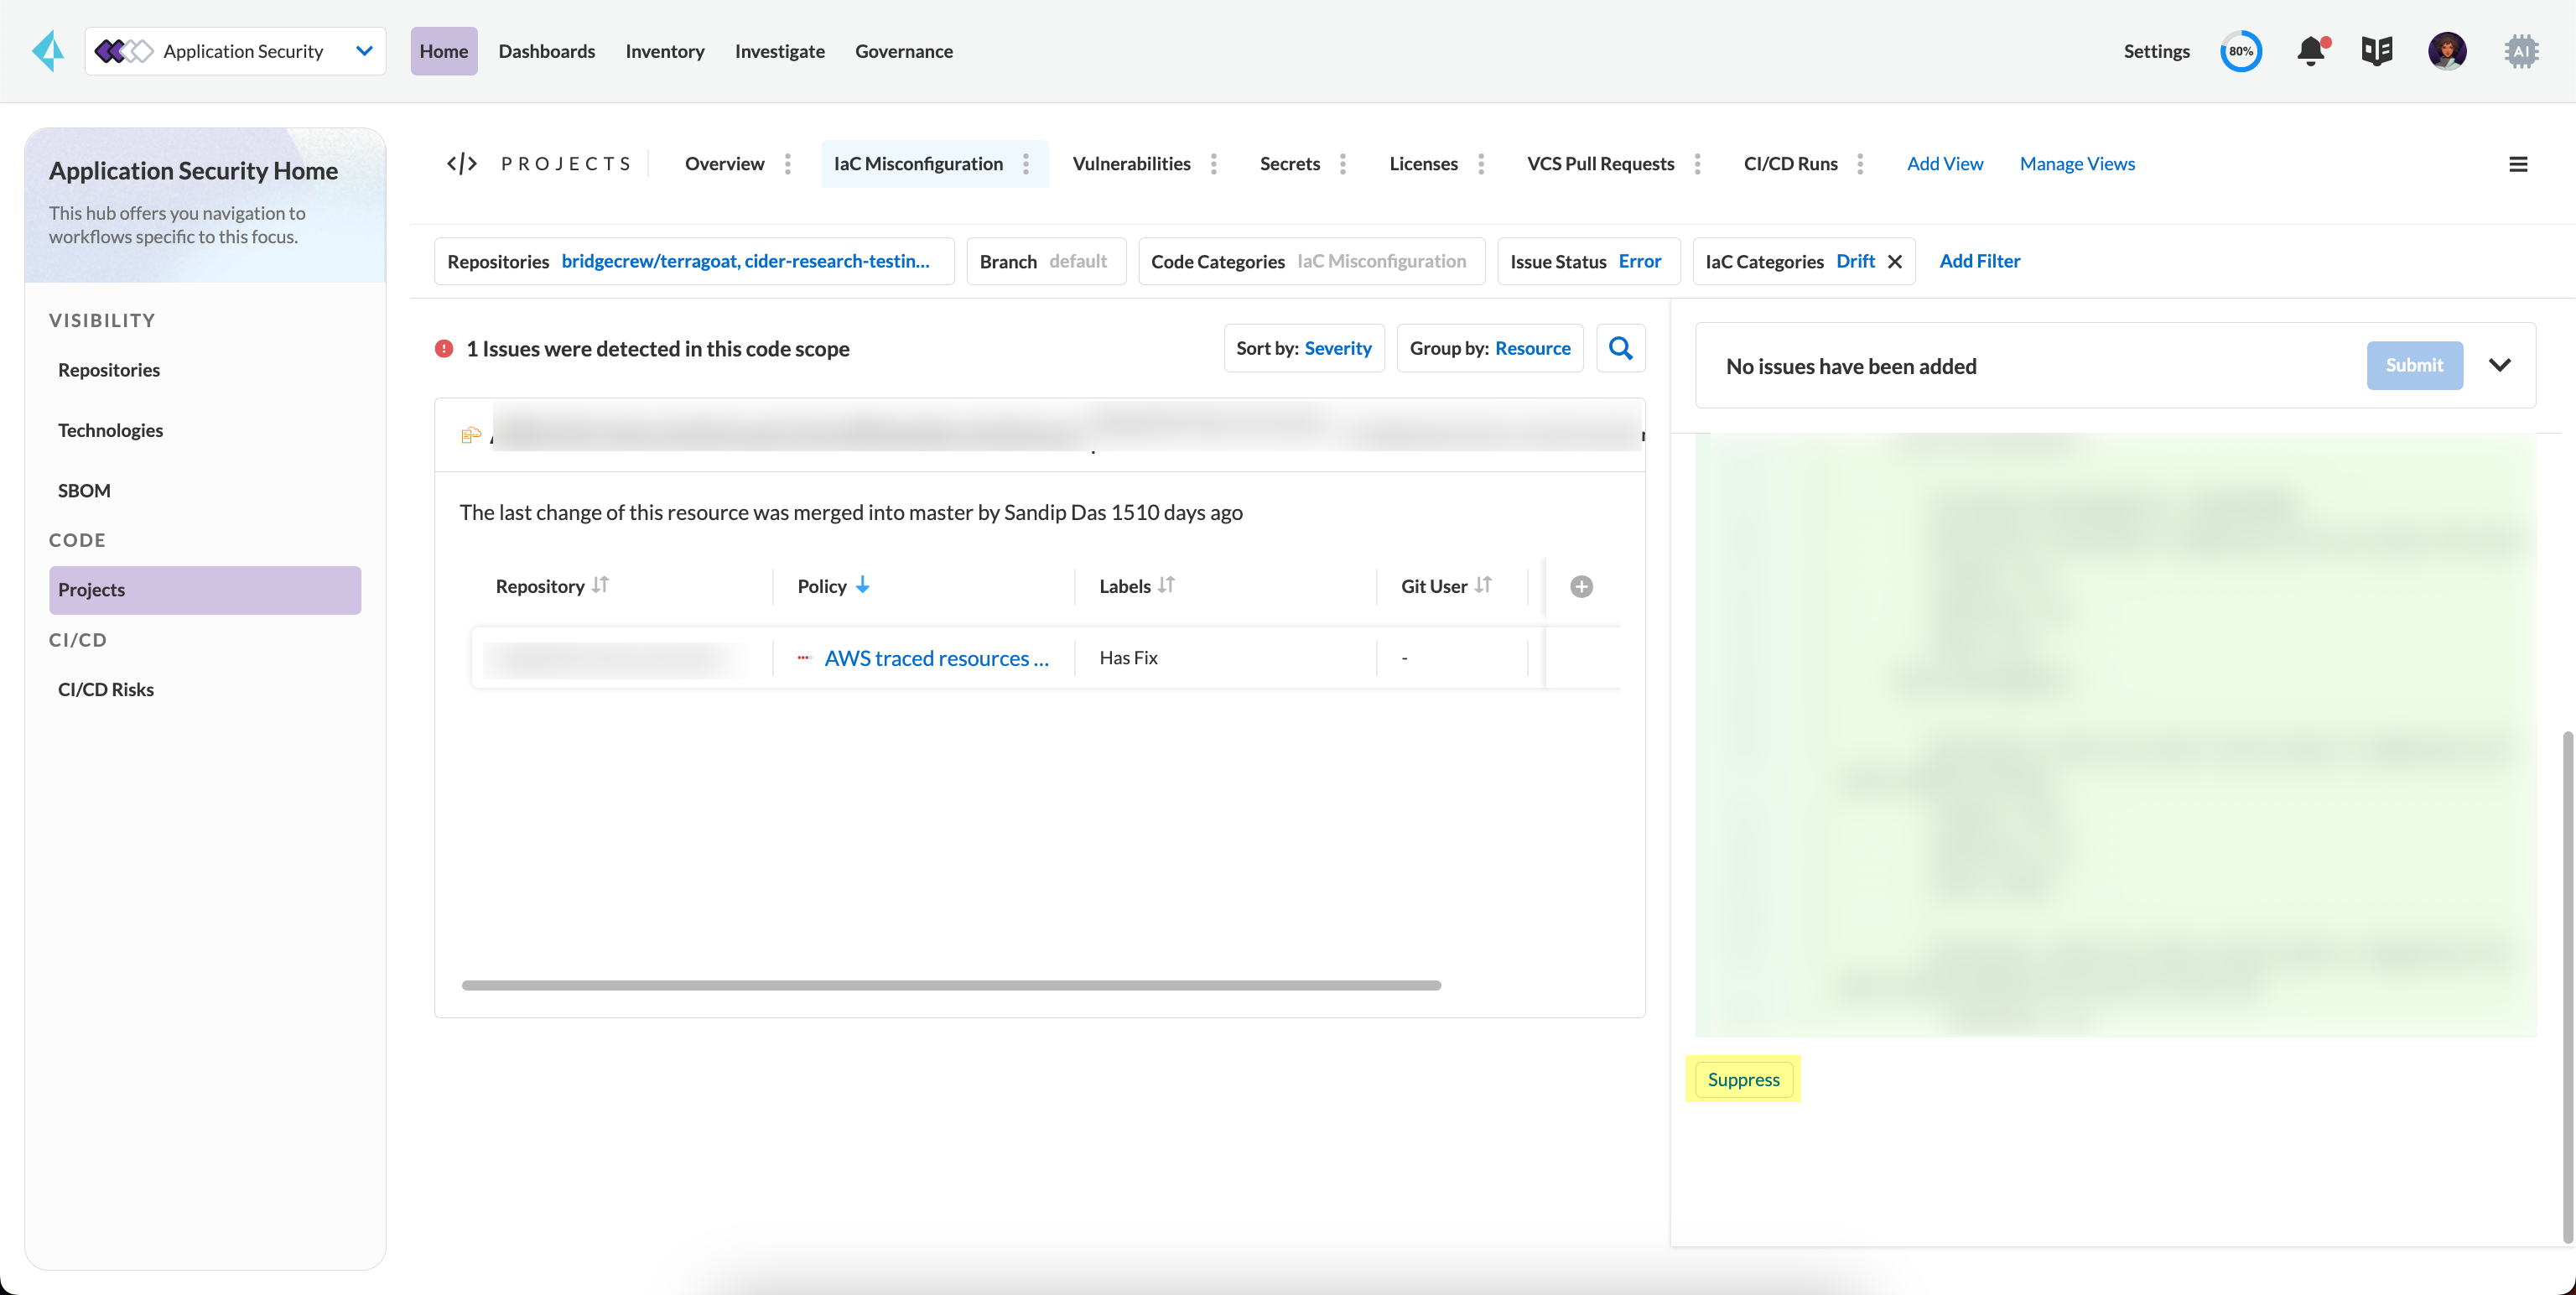 Application Security
Home
Dashboards
Inventory
Investigate
Governance
Settings
80%
AI
Application Security Home
This hub offers you navigation to
workflows specific to this focus.
VISIBILITY
Repositories
Technologies
SBOM
CODE
Projects
CI/CD
CI/CD Risks
</> PROJECTS
Overview
IaC Misconfiguration
Vulnerabilities
Secrets
Licenses
VCS Pull Requests
CI/CD Runs
Add View
Manage Views
Repositories bridgecrew/terragoat, cider-research-testin...
Branch default
Code Categories IaC Misconfiguration
Issue Status Error
IaC Categories Drift
Add Filter
1 Issues were detected in this code scope
Sort by: Severity
Group by: Resource
The last change of this resource was merged into master by Sandip Das 1510 days ago
Repository
Policy
Labels
Git User
AWS traced resources ...
Has Fix
-
No issues have been added
Submit
Suppress